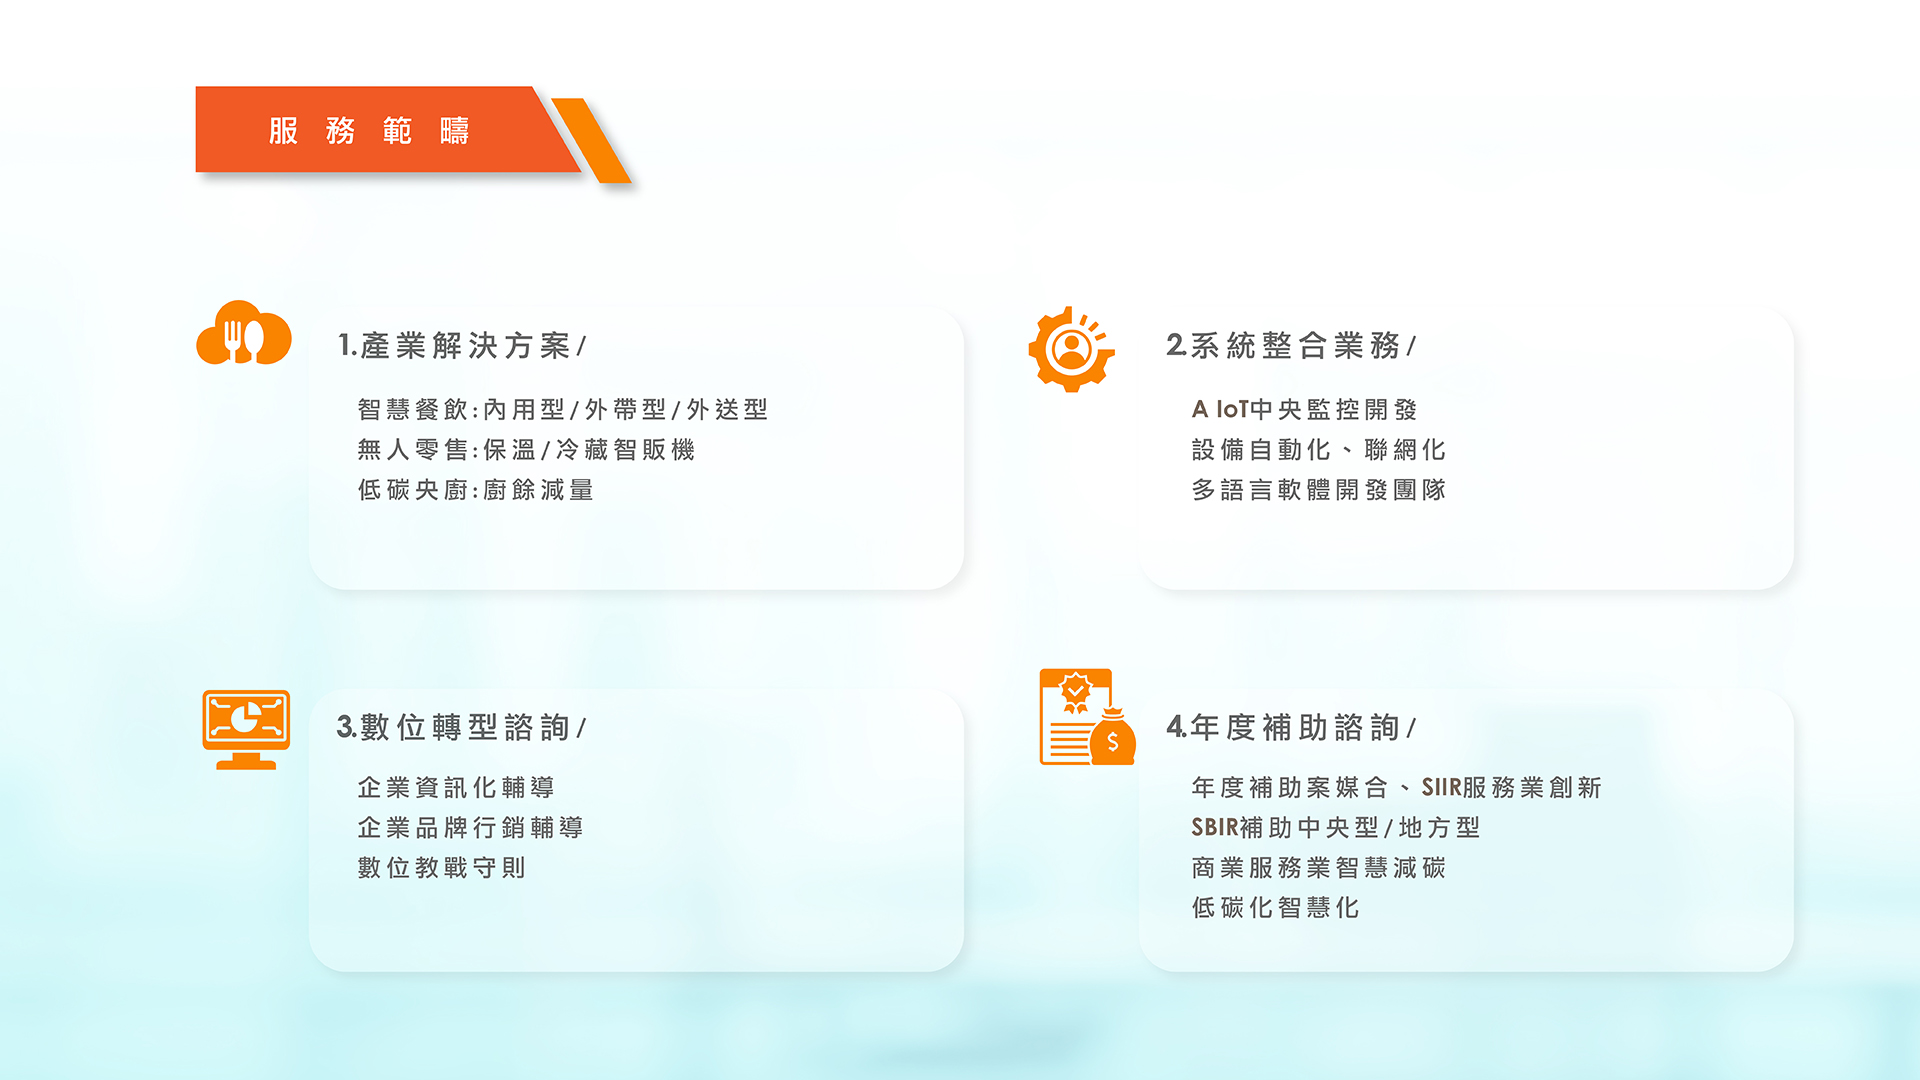 服務範疇
1.產業解決方案/
智慧餐飲:內用型/外帶型/外送型
無人零售:保溫/冷藏智販機
低碳央廚:廚餘減量
2.系統整合業務/
A IoT中央監控開發
設備自動化、聯網化
多語言軟體開發團隊
3.數位轉型諮詢/
企業資訊化輔導
企業品牌行銷輔導
數位教戰守則
4.年度補助諮詢/
年度補助案媒合、SIIR服務業創新
SBIR補助中央型/地方型
商業服務業智慧減碳
低碳化智慧化
$